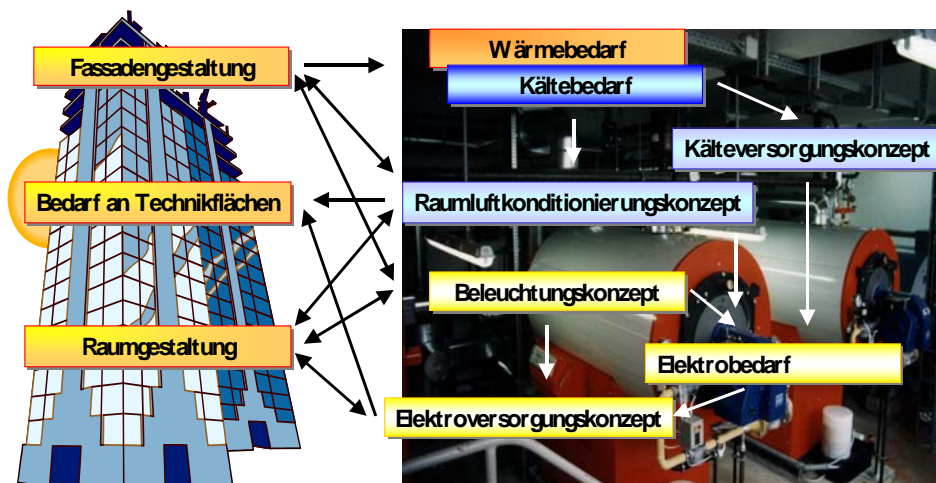 Fassadengestaltung
Wärmebedarf
Kältebedarf
Kälteversorgungskonzept
Bedarf an Technikflächen
Raumluftkonditionierungskonzept
Beleuchtungskonzept
Raumgestaltung
Elektrobedarf
Elektroversorgungskonzept